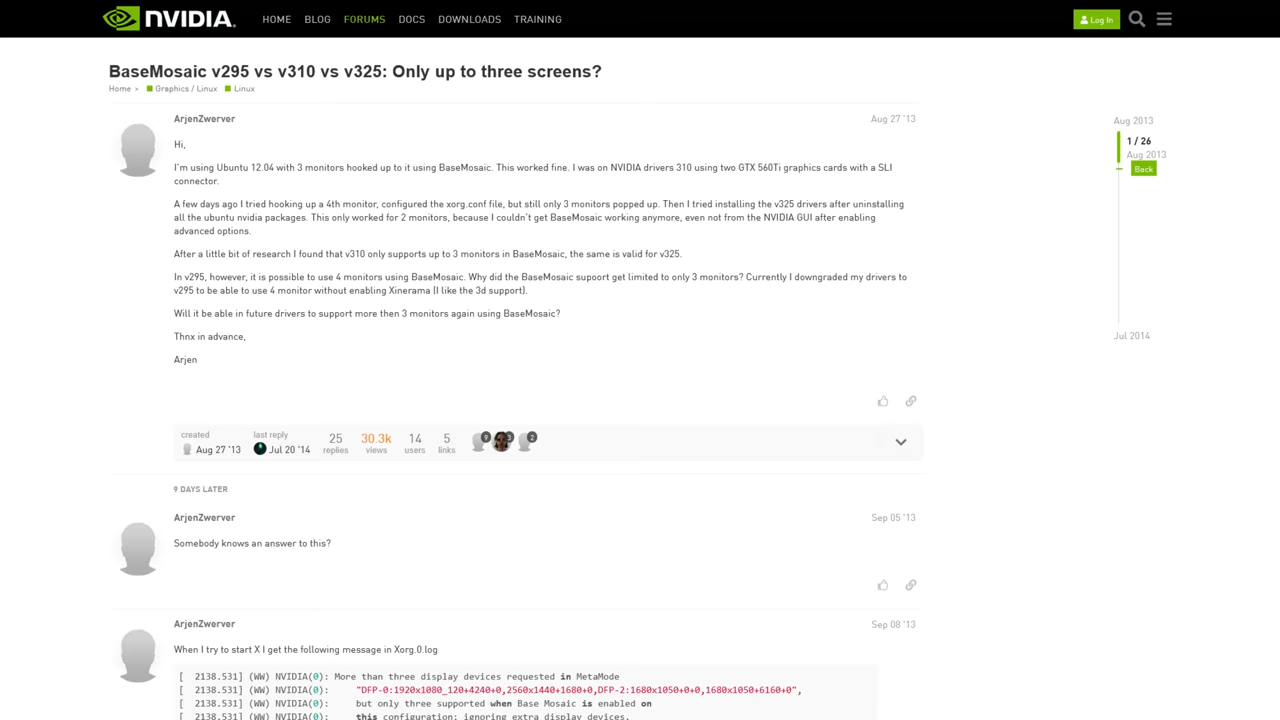 NVIDIA.
HOME BLOG FORUMS DOCS DOWNLOADS TRAINING
Log In
BaseMosaic v295 vs v310 vs v325: Only up to three screens?
Home > Graphics / Linux Linux
ArjenZwerver Aug 27 '13
Hi,
I'm using Ubuntu 12.04 with 3 monitors hooked up to it using BaseMosaic. This worked fine. I was on NVIDIA drivers 310 using two GTX 560Ti graphics cards with a SLI
connector.
A few days ago I tried hooking up a 4th monitor, configured the xorg.conf file, but still only 3 monitors popped up. Then I tried installing the v325 drivers after uninstalling
all the ubuntu nvidia packages. This only worked for 2 monitors, because I couldn't get BaseMosaic working anymore, even not from the NVIDIA GUI after enabling
advanced options.
After a little bit of research I found that v310 only supports up to 3 monitors in BaseMosaic, the same is valid for v325.
In v295, however, it is possible to use 4 monitors using BaseMosaic. Why did the BaseMosaic supoort get limited to only 3 monitors? Currently I downgraded my drivers to
v295 to be able to use 4 monitor without enabling Xinerama (I like the 3d support).
Will it be able in future drivers to support more then 3 monitors again using BaseMosaic?
Thnx in advance,
Arjen
Aug 2013
1 / 26
Aug 2013
Back
Jul 2014
created last reply 25 30.3k 14 5 9 3 2
Aug 27 '13 Jul 20 '14 replies views users links
9 DAYS LATER
ArjenZwerver Sep 05 '13
Somebody knows an answer to this?
ArjenZwerver Sep 08 '13
When I try to start X I get the following message in Xorg.0.log
[ 2138.531] (WW) NVIDIA(0): More than three display devices requested in MetaMode
[ 2138.531] (WW) NVIDIA(0): "DFP-0:1920x1080_120+4240+0,2560x1440+1680+0,DFP-2:1680x1050+0+0,1680x1050+6160+0",
[ 2138.531] (WW) NVIDIA(0): but only three supported when Base Mosaic is enabled on
[ 2138.531] (WW) NVIDIA(0): this configuration; ignoring extra display devices.